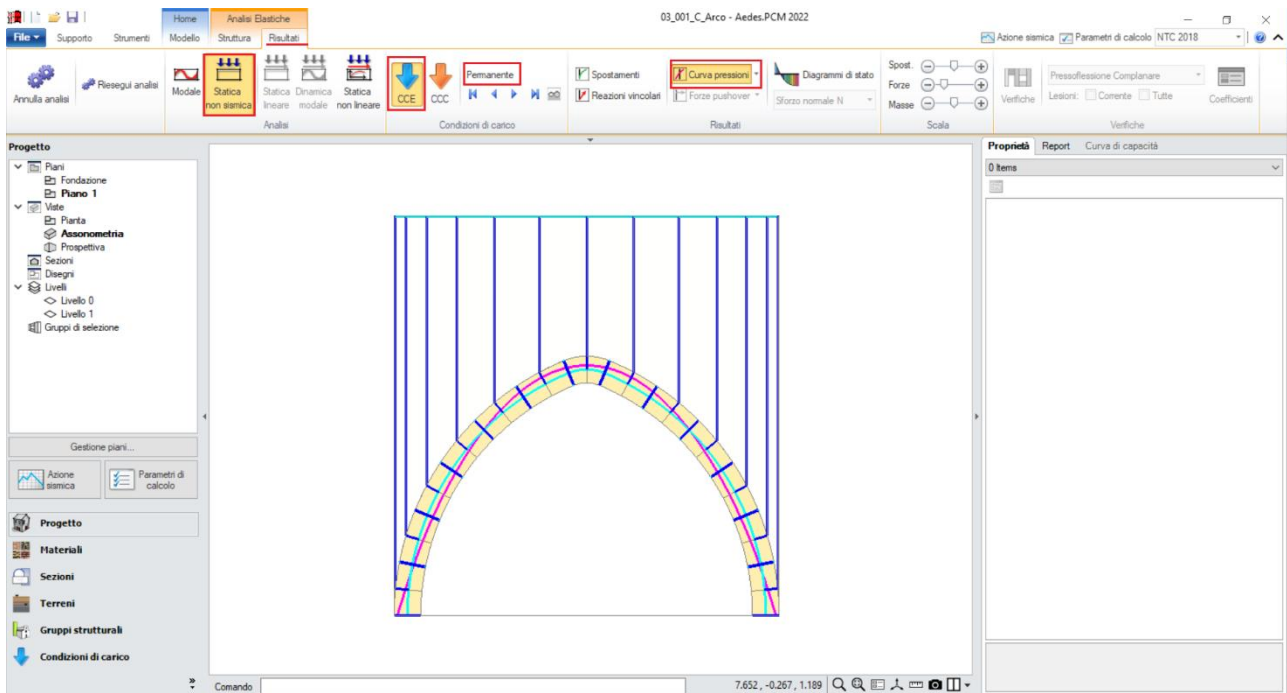 03_001_C_Arco - Aedes.PCM 2022
Home
Analisi Elastiche
File
Supporto
Strumenti
Modello
Struttura
Risultati
Azione sismica
Parametri di calcolo
NTC 2018
Annulla analisi
Riesegui analisi
Modale
Statica non sismica
Statica lineare
Dinamica modale
Statica non lineare
Analisi
CCE
CCC
Permanente
Condizioni di carico
Spostamenti
Reazioni vincolari
Curva pressioni
Forze pushover
Diagrammi di stato
Sforzo normale N
Risultati
Spost.
Forze
Masse
Scala
Verifiche
Pressoflessione Complanare
Lesioni:
Corrente
Tutte
Coefficienti
Verifiche
Progetto
Piani
Fondazione
Piano 1
Viste
Pianta
Assonometria
Prospettiva
Sezioni
Disegni
Livelli
Livello 0
Livello 1
Gruppi di selezione
Gestione piani...
Azione sismica
Parametri di calcolo
Progetto
Materiali
Sezioni
Terreni
Gruppi strutturali
Condizioni di carico
Proprietà
Report
Curva di capacità
0 Items
Comando
7.652 , -0.267 , 1.189